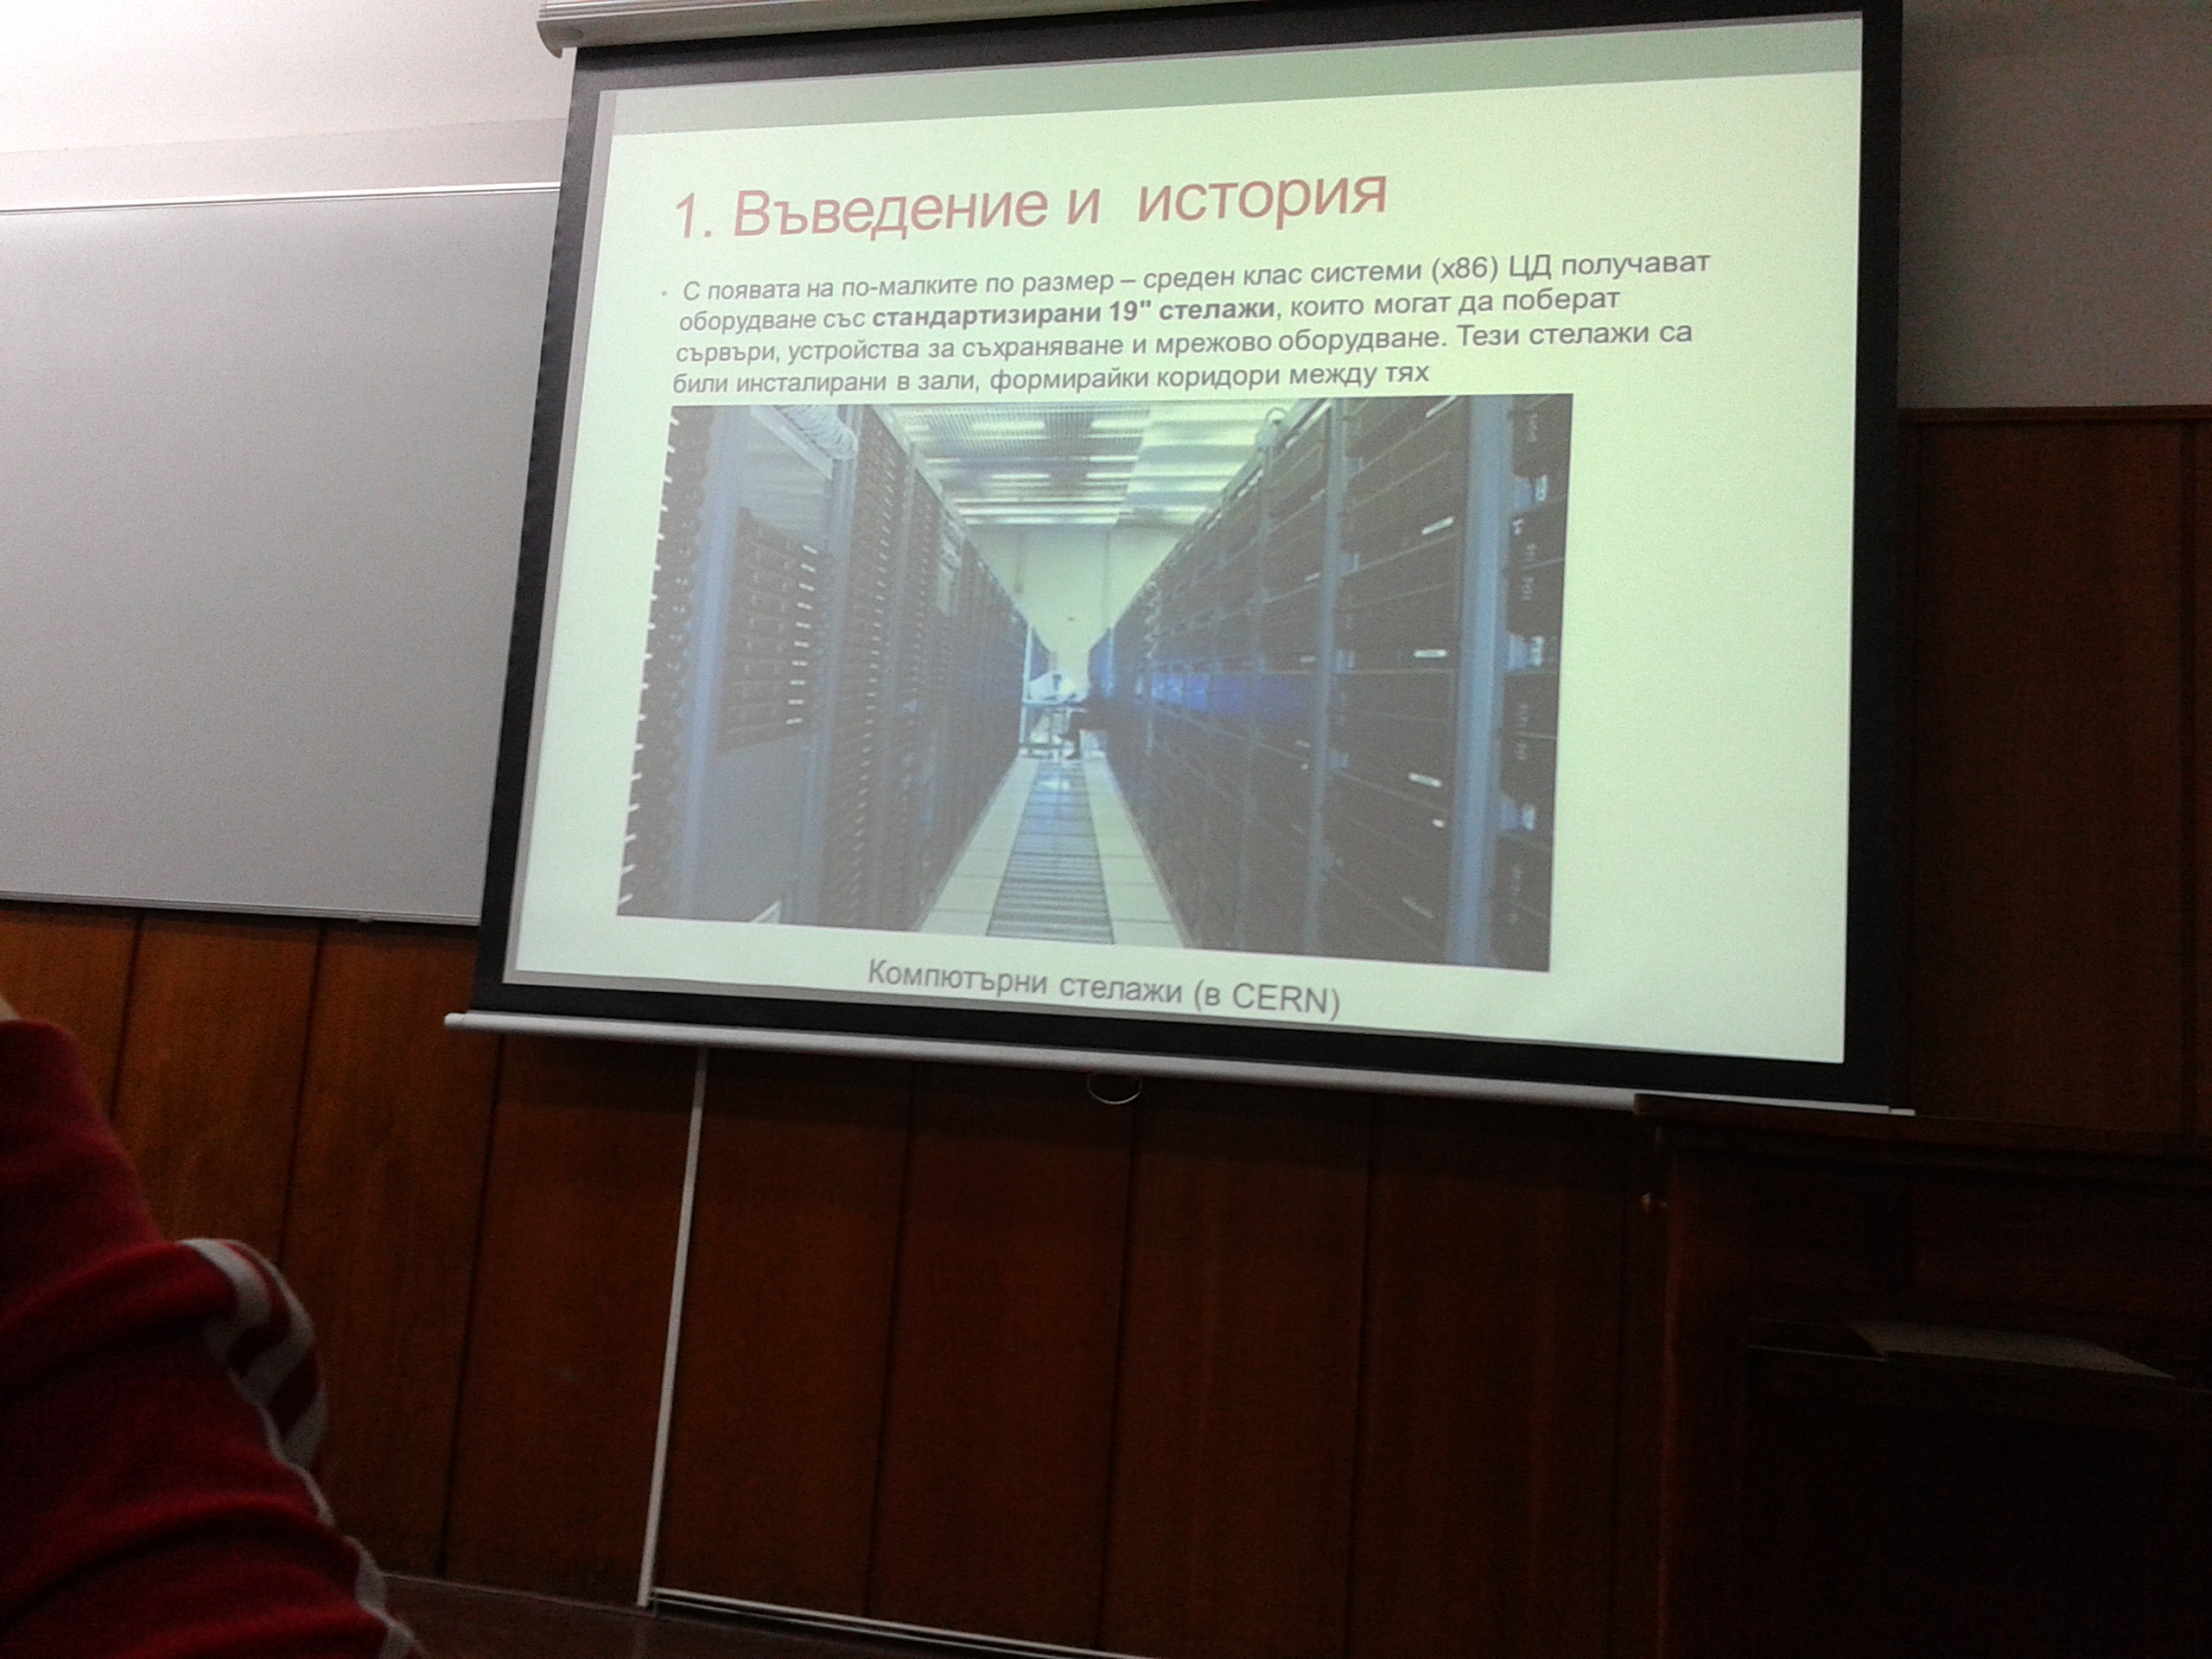 1. Въведение и история
• С появата на по-малките по размер – среден клас системи (x86) ЦД получават
оборудване със стандартизирани 19" стелажи, които могат да поберат
сървъри, устройства за съхраняване и мрежово оборудване. Тези стелажи са
били инсталирани в зали, формирайки коридори между тях
Компютърни стелажи (в CERN)